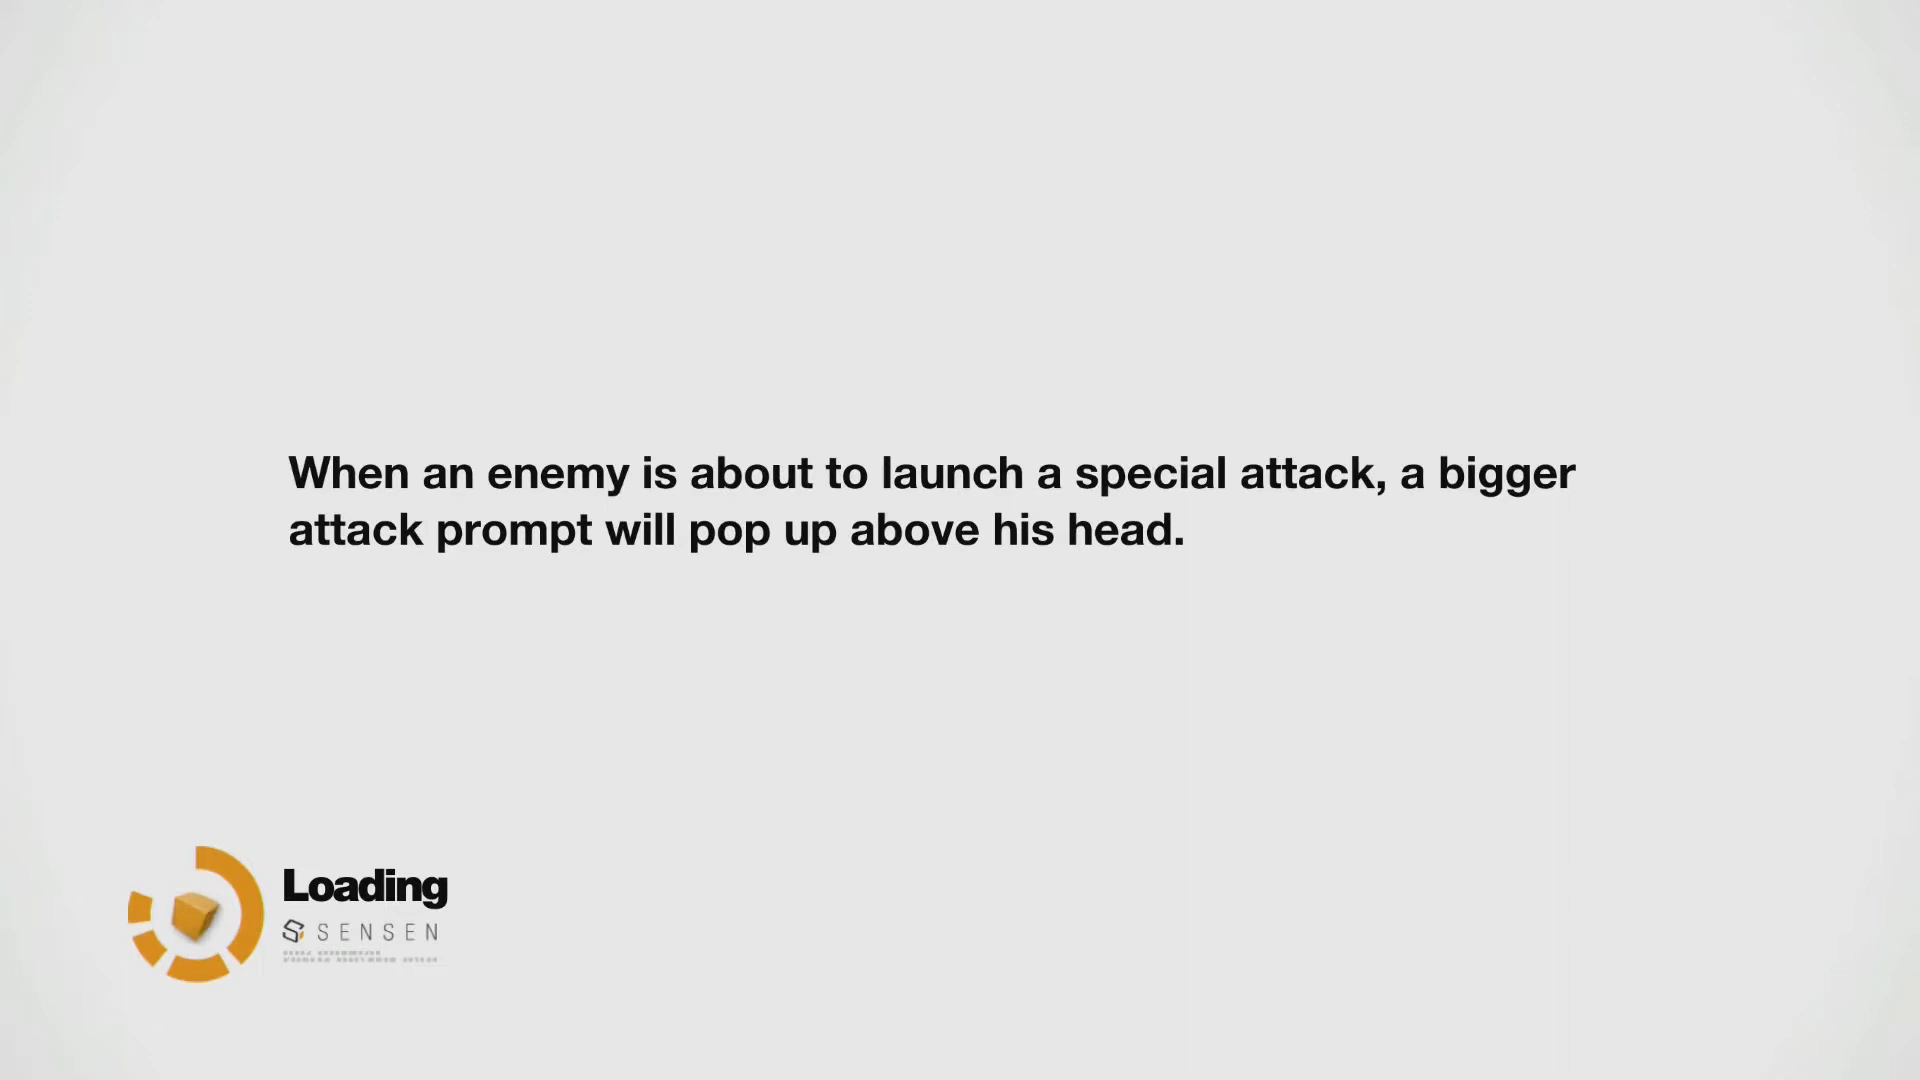 When an enemy is about to launch a special attack, a bigger
attack prompt will pop up above his head.
Loading
SENSEN